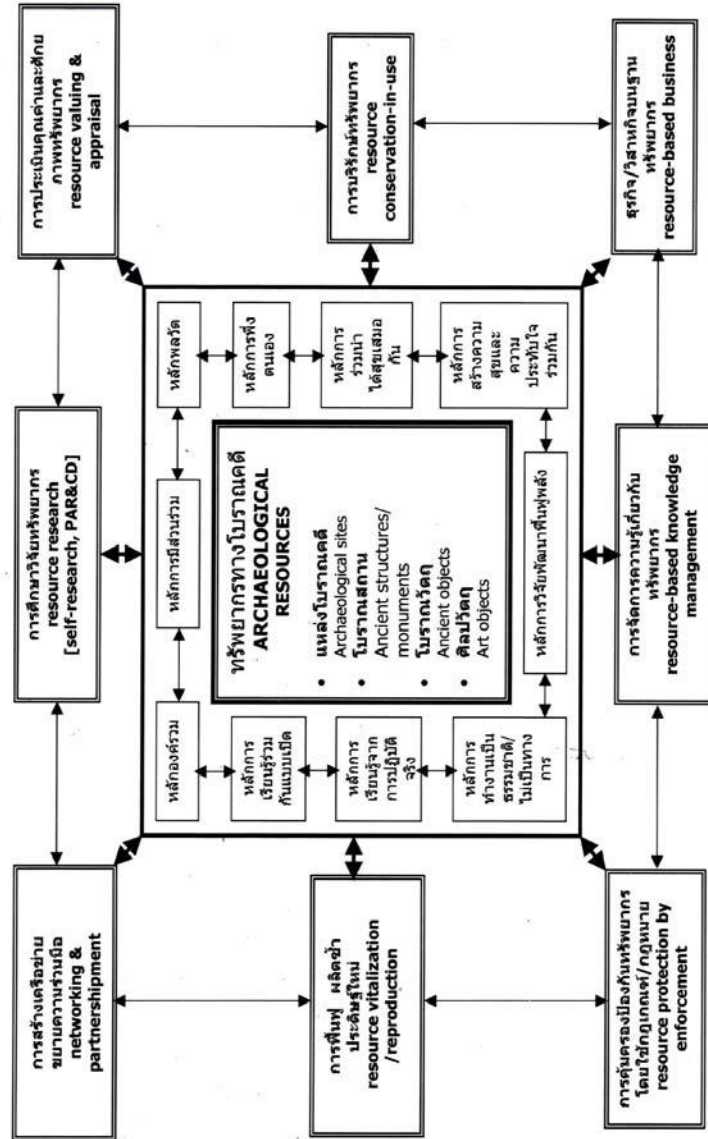 การสร้างเครือข่าย
ขยายความร่วมมือ
networking &
partnershipment
การศึกษาวิจัยทรัพยากร
resource research
[self-research, PAR&CD]
การประเมินคุณค่าและศักย
ภาพทรัพยากร
resource valuing &
appraisal
หลักองค์รวม
หลักการมีส่วนร่วม
หลักพลวัต
หลักการ
เรียนรู้ร่วม
กันแบบเปิด
หลักการพึ่ง
ตนเอง
ทรัพยากรทางโบราณคดี
ARCHAEOLOGICAL
RESOURCES
• แหล่งโบราณคดี
Archaeological sites
• โบราณสถาน
Ancient structures/
monuments
• โบราณวัตถุ
Ancient objects
• ศิลปวัตถุ
Art objects
การฟื้นฟู ผลิตซ้ำ
ประดิษฐ์ใหม่
resource vitalization
/reproduction
หลักการ
เรียนรู้จาก
การปฏิบัติ
จริง
หลักการ
ร่วมนำ
ได้สุขเสมอ
กัน
การบริรักษ์ทรัพยากร
resource
conservation-in-use
หลักการ
ทำงานเป็น
ธรรมชาติ/
ไม่เป็นทาง
การ
หลักการวิจัยพัฒนาฟื้นฟูพลัง
หลักการ
สร้างความ
สุขและ
ความ
ประทับใจ
ร่วมกัน
การคุ้มครองป้องกันทรัพยากร
โดยใช้กฎเกณฑ์/กฎหมาย
resource protection by
enforcement
การจัดการความรู้เกี่ยวกับ
ทรัพยากร
resource-based knowledge
management
ธุรกิจ/วิสาหกิจบนฐาน
ทรัพยากร
resource-based business